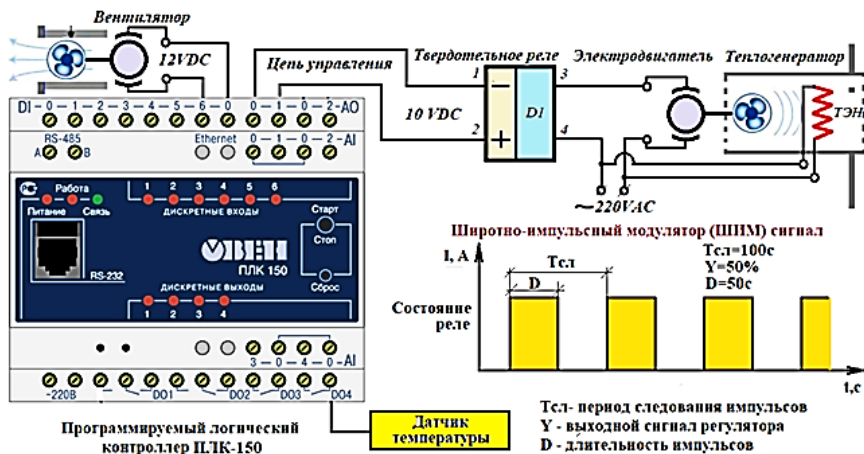 Вентилятор
12VDC
Цепь управления
Твердотельное реле
Электродвигатель
Теплогенератор
1
3
D1
10 VDC
2
4
ТЭН
~220VAC
DI -0-1-2-3-4-5-6-0 0-1-0-2-AO
RS-485
A B
Ethernet
0-1-0-2-AI
РС
Работа
Питание
Связь
RS-232
1 2 3 4 5 6
ДИСКРЕТНЫЕ ВХОДЫ
ОВЕН
ПЛК 150
Старт
Стоп
Сброс
ДИСКРЕТНЫЕ ВЫХОДЫ
1 2 3 4
3-0-4-0-AI
~220В
DO1
DO2
DO3
DO4
Программируемый логический
контроллер ПЛК-150
Датчик
температуры
Широтно-импульсный модулятор (ШИМ) сигнал
I, A
Тсл
D
Тсл=100с
Y=50%
D=50с
Состояние
реле
t,c
Тсл- период следования импульсов
Y - выходной сигнал регулятора
D - длительность импульсов